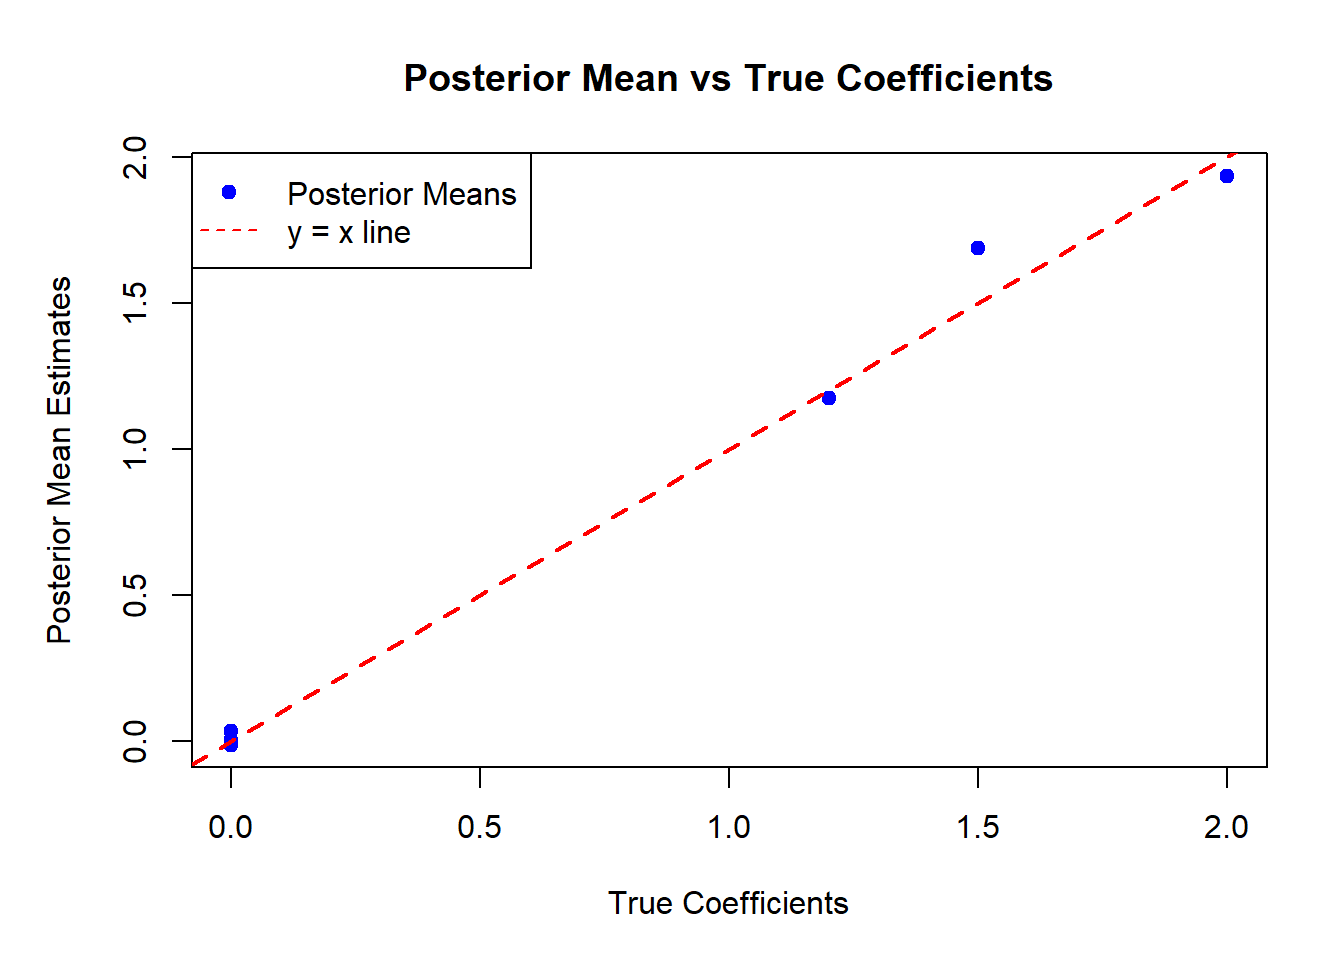 Posterior Mean vs True Coefficients
Posterior Means
y = x line
Posterior Mean Estimates
2.0
1.5
1.0
0.5
0.0
0.0 0.5 1.0 1.5 2.0
True Coefficients